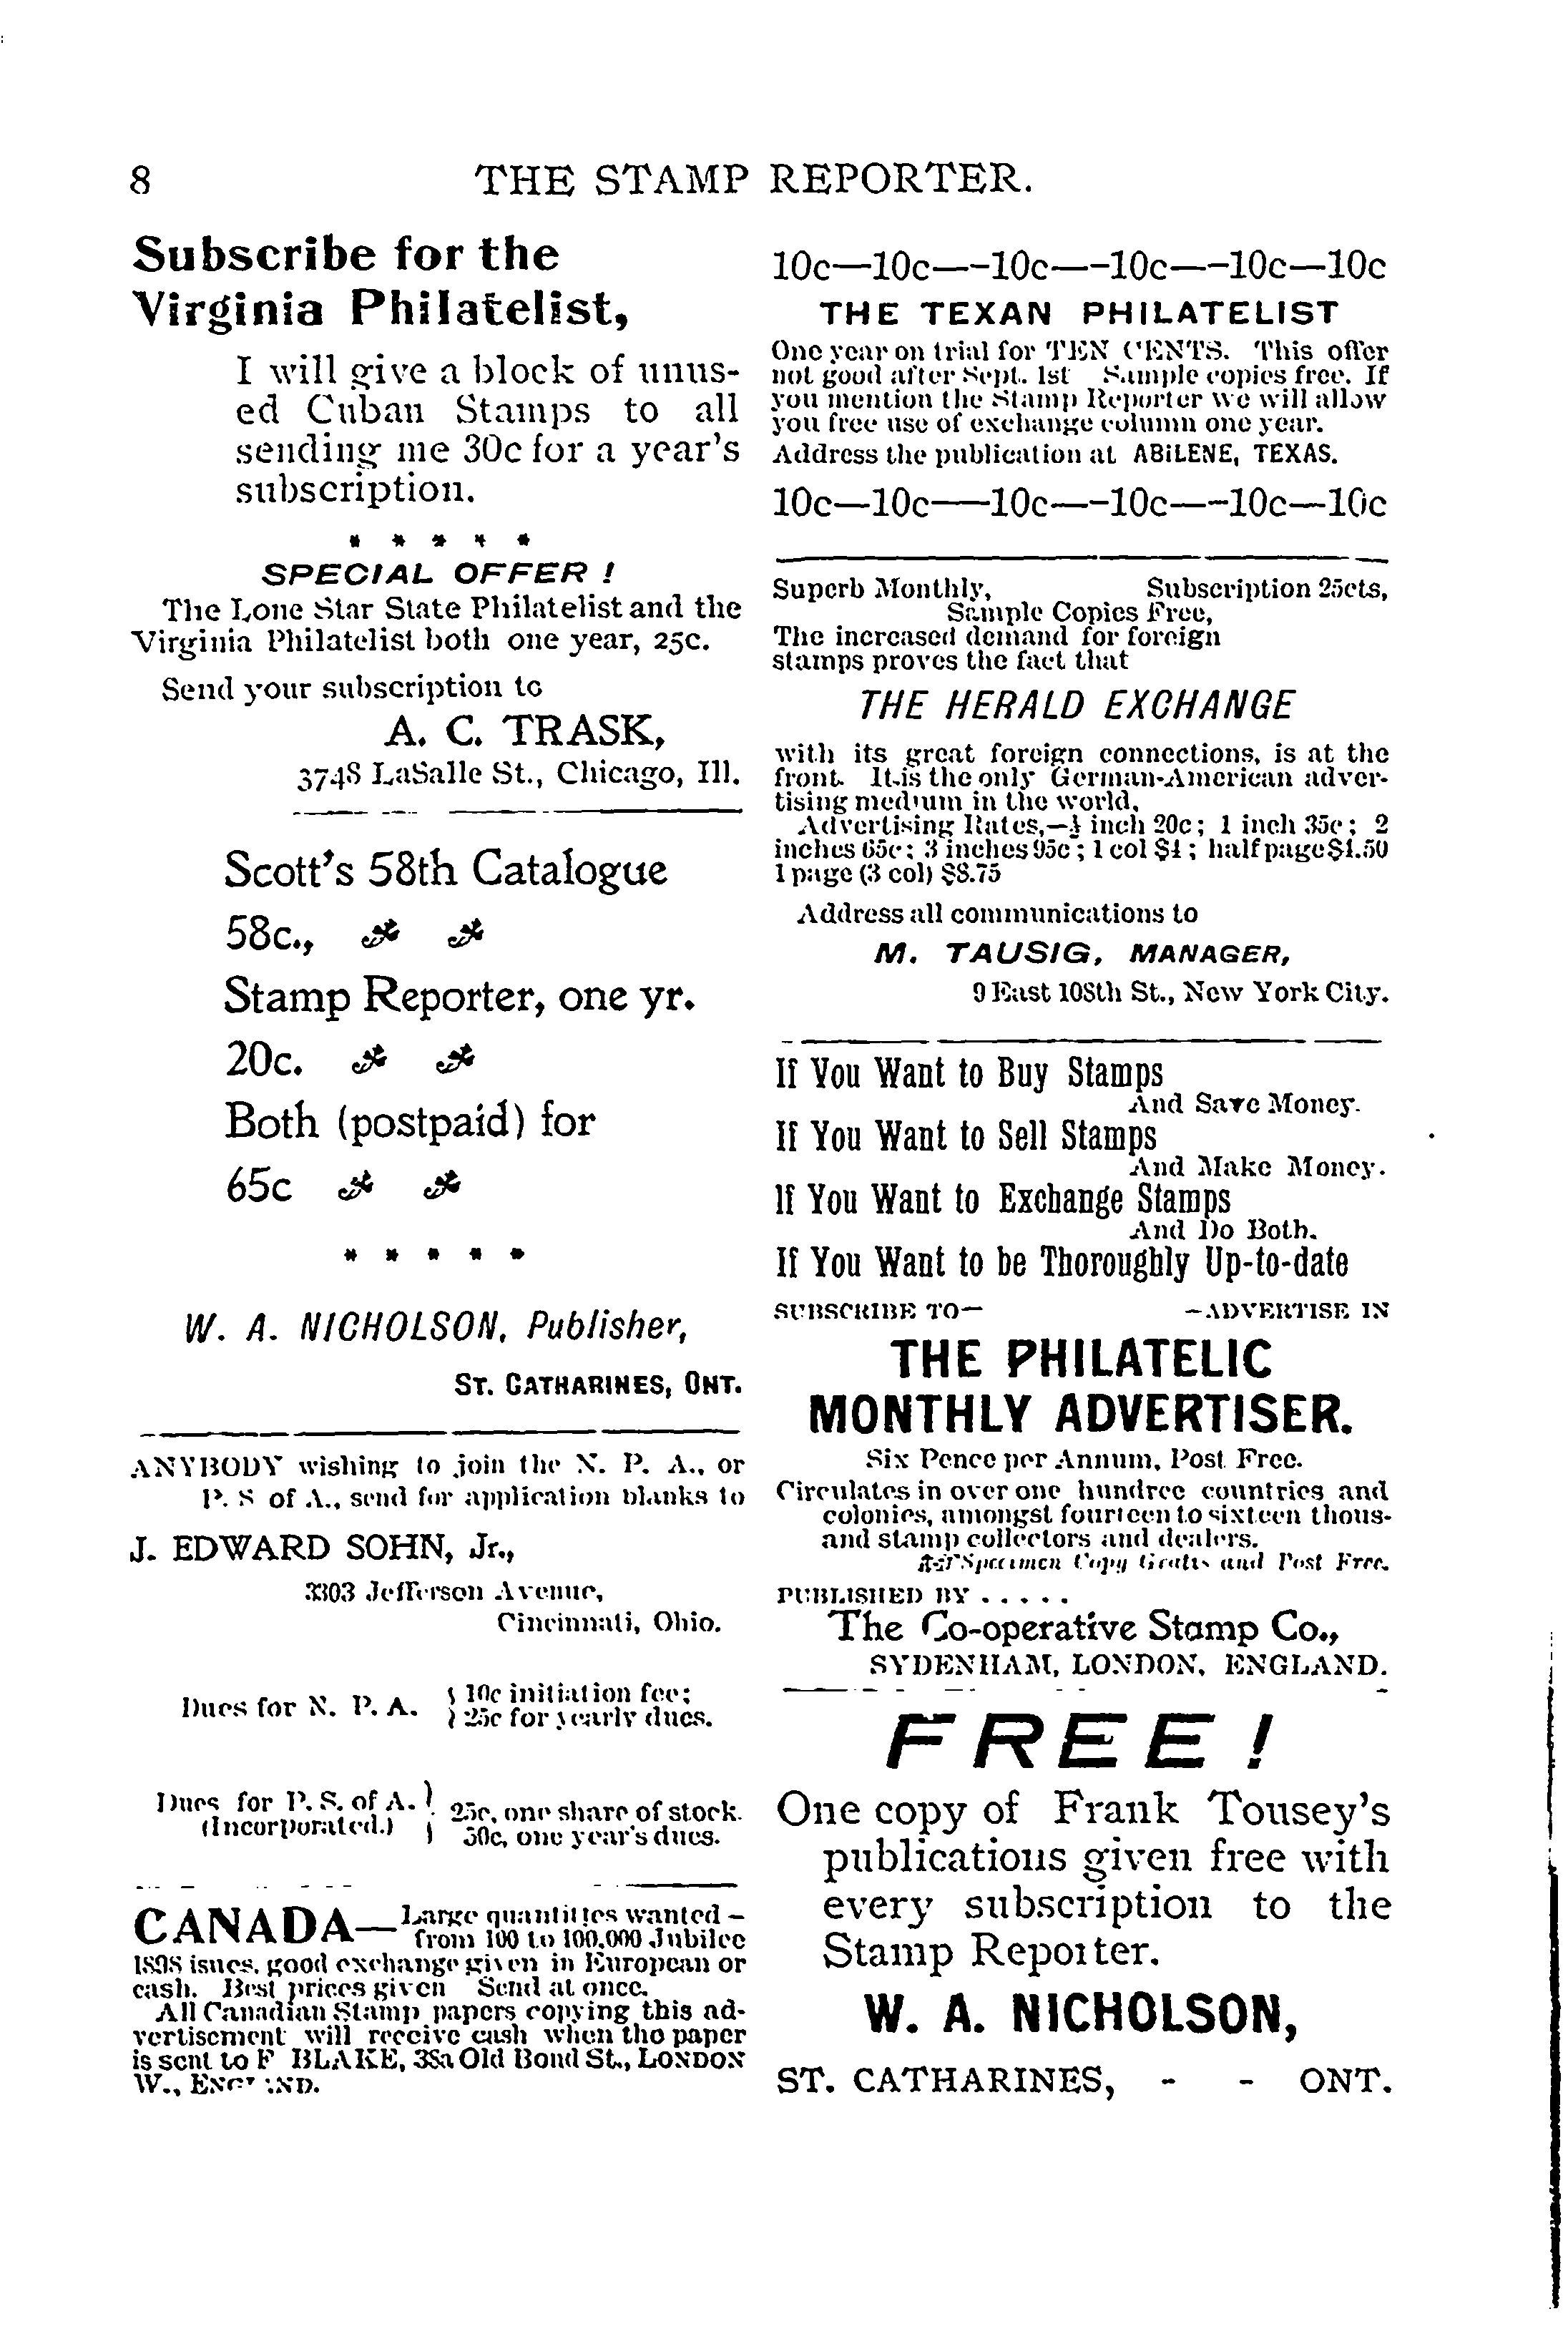 8 THE STAMP REPORTER.
Subscribe for the
Virginia Philatelist,
I will give a block of unus-
ed Cuban Stamps to all
sending me 30c for a year's
subscription.
* * * * *
SPECIAL OFFER !
The Lone Star State Philatelist and the
Virginia Philatelist both one year, 25c.
Send your subscription to
A. C. TRASK,
3748 LaSalle St., Chicago, Ill.
Scott's 58th Catalogue
58c.,
Stamp Reporter, one yr.
20c.
Both (postpaid) for
65c
* * * * *
W. A. NICHOLSON, Publisher,
ST. CATHARINES, ONT.
ANYBODY wishing to join the N. P. A., or
P. S of A., send for application blanks to
J. EDWARD SOHN, Jr.,
3303 Jefferson Avenue,
Cincinnati, Ohio.
Dues for N. P. A. { 10c initiation fee;
25c for yearly dues.
Dues for P. S. of A. } 25c, one share of stock.
(Incorporated.) 50c, one year's dues.
CANADA— Large quantities wanted –
from 100 to 100,000 Jubilee
1898 isues, good exchange given in European or
cash. Best prices given Send at once.
All Canadian Stamp papers copying this ad-
vertisement will receive cash when the paper
is sent to F BLAKE, 38a Old Bond St., LONDON
W.,
10c—10c—-10c—-10c—-10c—10c
THE TEXAN PHILATELIST
One year on trial for TEN CENTS. This offer
not good after Sept. 1st Sample copies free. If
you mention the Stamp Reporter we will allow
you free use of exchange column one year.
Address the publication at ABiLENE, TEXAS.
10c—10c—-10c—-10c—-10c—10c
Superb Monthly, Subscription 25cts,
Sample Copies Free,
The increased demand for foreign
stamps proves the fact that
THE HERALD EXCHANGE
with its great foreign connections, is at the
front. It is the only German-American adver-
tising medium in the world.
Advertising Rates,—½ inch 20c; 1 inch 35c; 2
inches 65c; 3 inches 95c; 1 col $4; half page $4.50
1 page (3 col) $8.75
Address all communications to
M. TAUSIG, MANAGER,
9 East 108th St., New York City.
If You Want to Buy Stamps
And Save Money.
If You Want to Sell Stamps
And Make Money.
If You Want to Exchange Stamps
And Do Both.
If You Want to be Thoroughly Up-to-date
SUBSCRIBE TO— —ADVERTISE IN
THE PHILATELIC
MONTHLY ADVERTISER.
Six Pence per Annum, Post Free.
Circulates in over one hundred countries and
colonies, amongst fourteen to sixteen thous-
and stamp collectors and dealers.
Specimen Copy Gratis and Post Free.
PUBLISHED BY . . . . .
The Co-operative Stamp Co.,
SYDENHAM, LONDON, ENGLAND.
FREE !
One copy of Frank Tousey's
publications given free with
every subscription to the
Stamp Reporter.
W. A. NICHOLSON,
ST. CATHARINES, - - ONT.